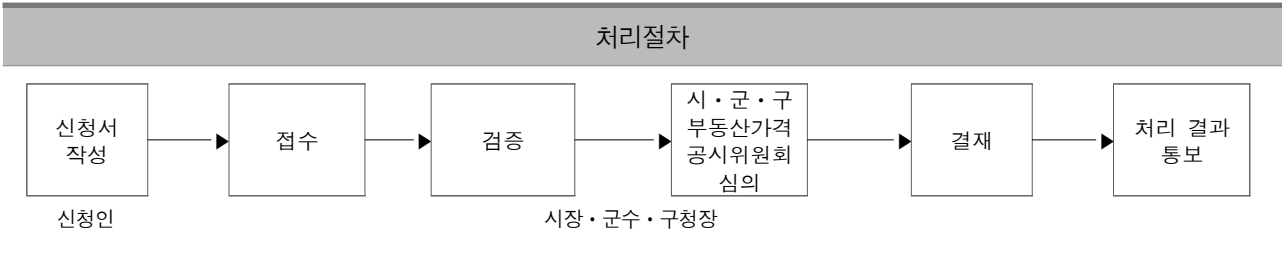 처리절차
신청서
작성
접수
검증
시・군・구
부동산가격
공시위원회
심의
결재
처리 결과
통보
신청인
시장・군수・구청장